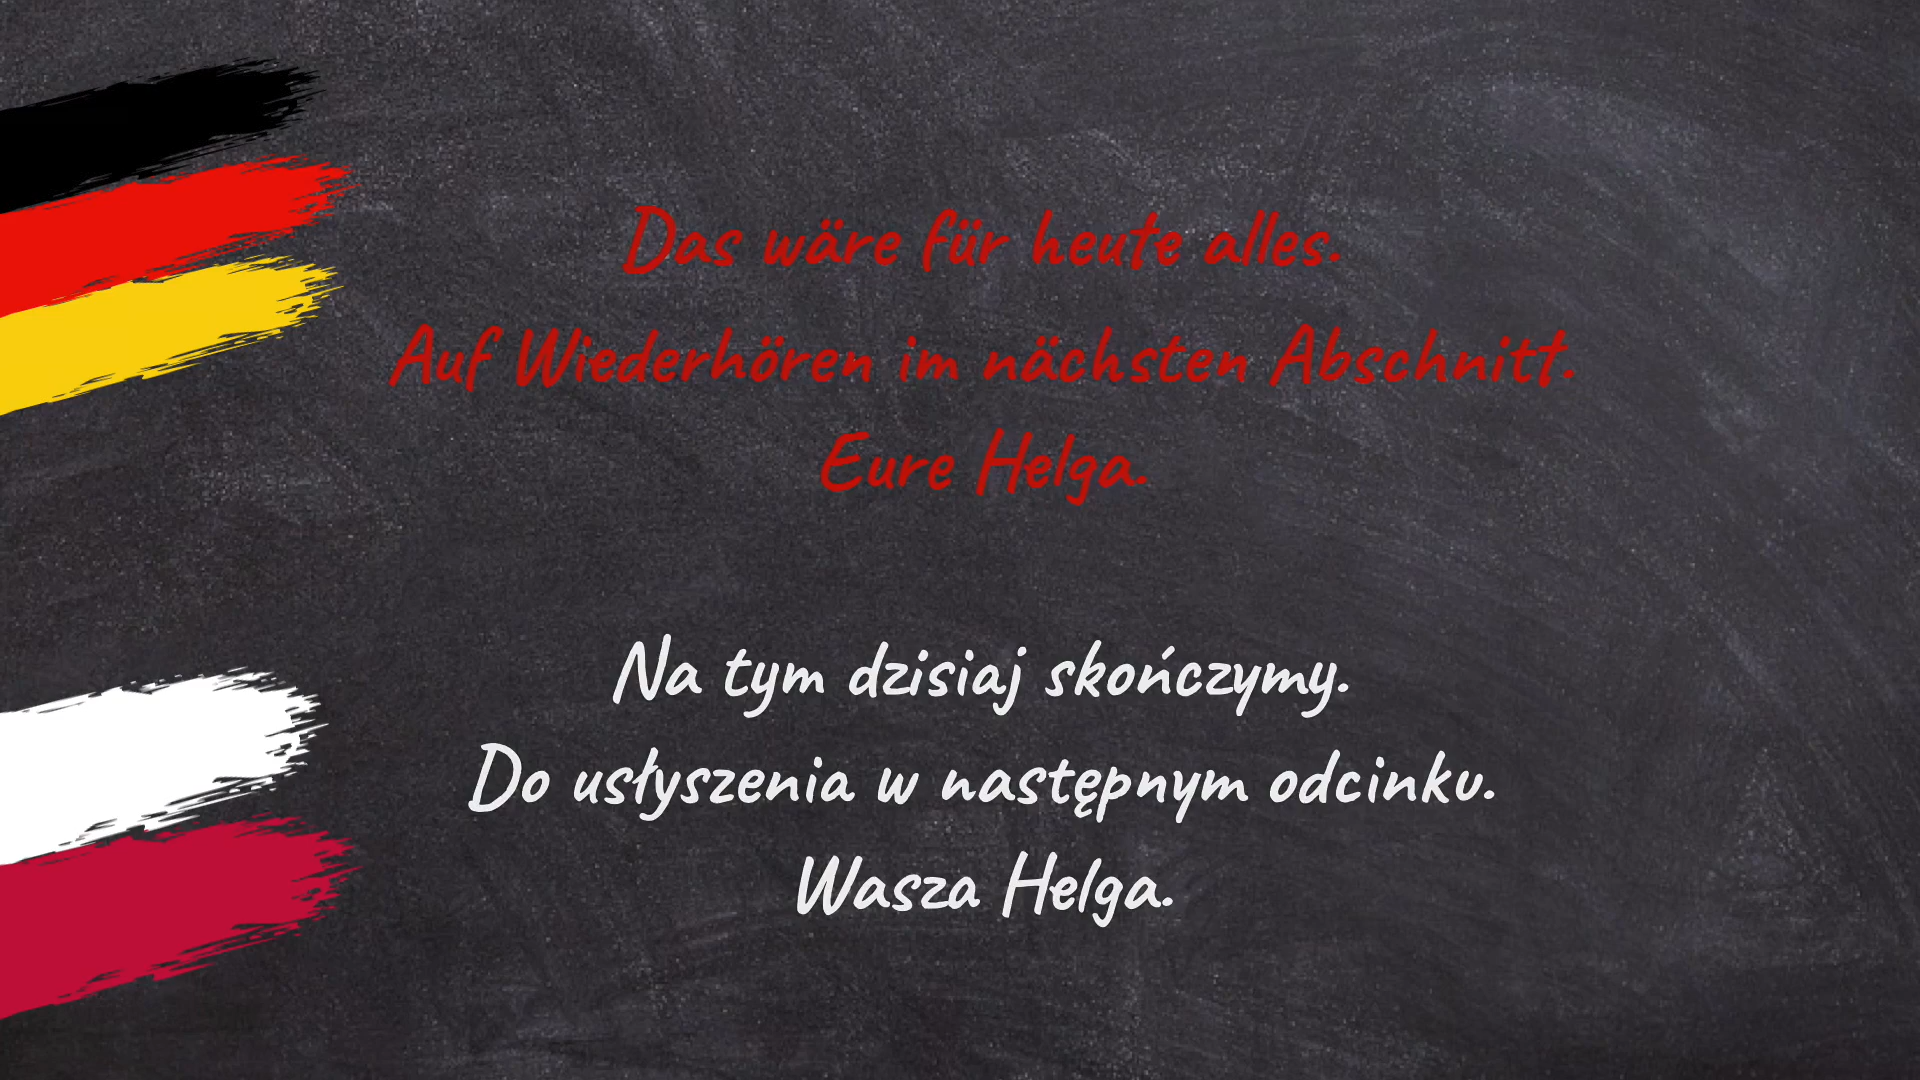 Das wäre für heute alles.
Auf Wiederhören im nächsten Abschnitt.
Eure Helga.
Na tym dzisiaj skończymy.
Do usłyszenia w następnym odcinku.
Wasza Helga.